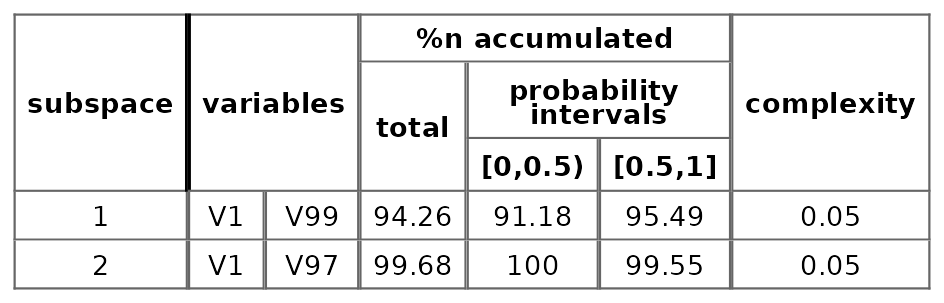 %n accumulated
subspace variables total probability intervals complexity
[0,0.5) [0.5,1]
1 V1 V99 94.26 91.18 95.49 0.05
2 V1 V97 99.68 100 99.55 0.05